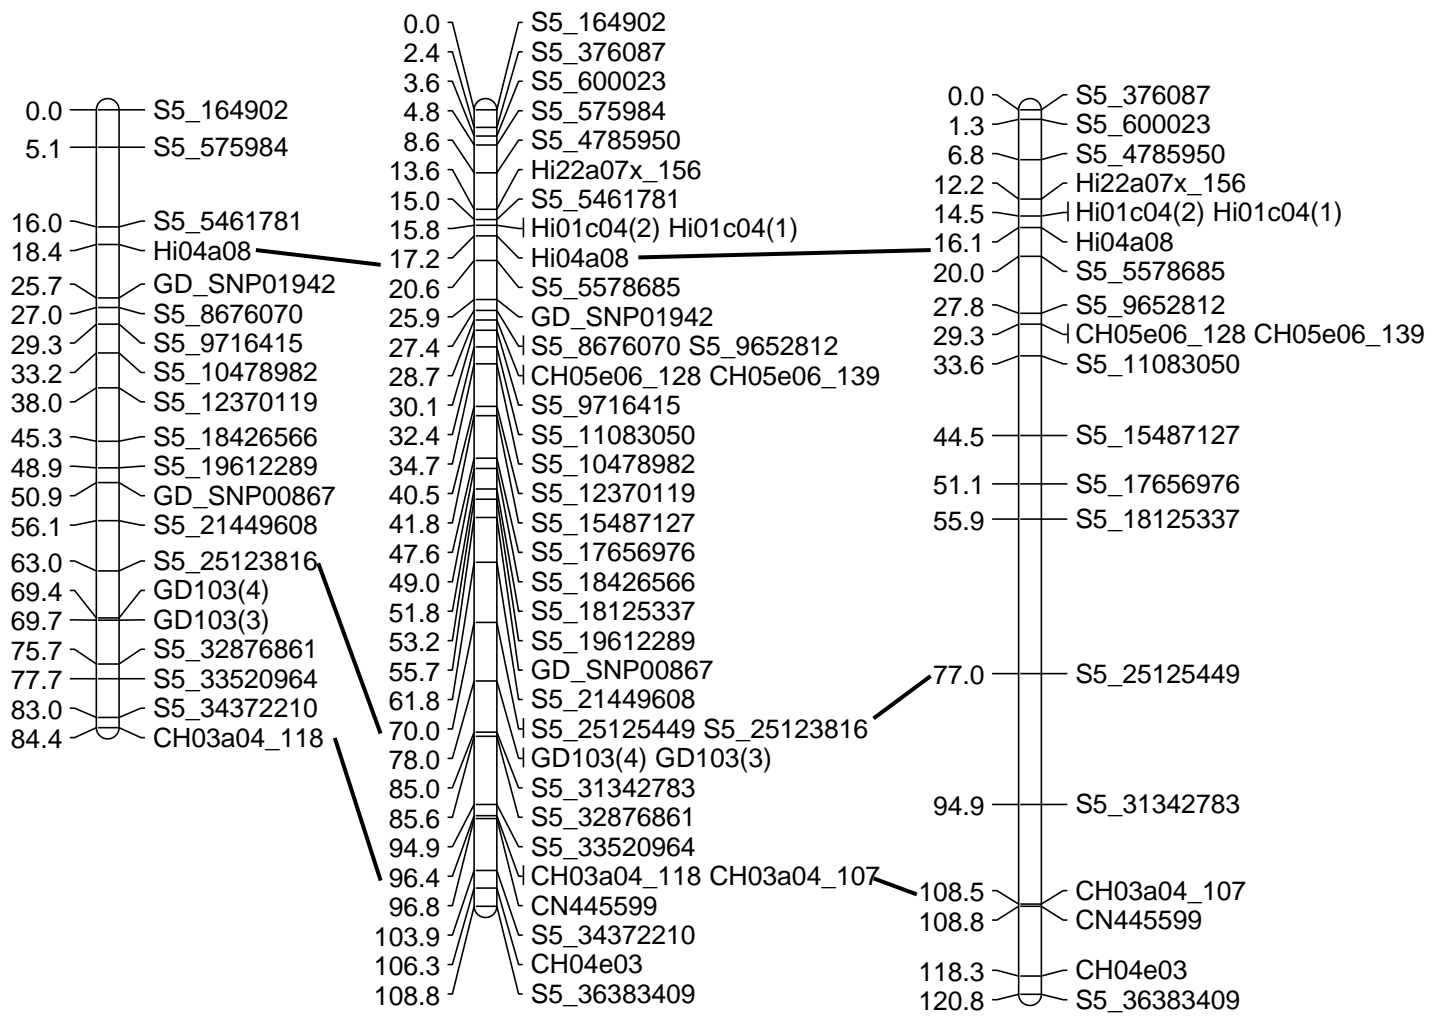 0.0 S5_164902
5.1 S5_575984
16.0 S5_5461781
18.4 Hi04a08
25.7 GD_SNP01942
27.0 S5_8676070
29.3 S5_9716415
33.2 S5_10478982
38.0 S5_12370119
45.3 S5_18426566
48.9 S5_19612289
50.9 GD_SNP00867
56.1 S5_21449608
63.0 S5_25123816
69.4 GD103(4)
69.7 GD103(3)
75.7 S5_32876861
77.7 S5_33520964
83.0 S5_34372210
84.4 CH03a04_118
0.0 S5_164902
2.4 S5_376087
3.6 S5_600023
4.8 S5_575984
8.6 S5_4785950
13.6 Hi22a07x_156
15.0 S5_5461781
15.8 Hi01c04(2) Hi01c04(1)
17.2 Hi04a08
20.6 S5_5578685
25.9 GD_SNP01942
27.4 S5_8676070 S5_9652812
28.7 CH05e06_128 CH05e06_139
30.1 S5_9716415
32.4 S5_11083050
34.7 S5_10478982
40.5 S5_12370119
41.8 S5_15487127
47.6 S5_17656976
49.0 S5_18426566
51.8 S5_18125337
53.2 S5_19612289
55.7 GD_SNP00867
61.8 S5_21449608
70.0 S5_25125449 S5_25123816
78.0 GD103(4) GD103(3)
85.0 S5_31342783
85.6 S5_32876861
94.9 S5_33520964
96.4 CH03a04_118 CH03a04_107
96.8 CN445599
103.9 S5_34372210
106.3 CH04e03
108.8 S5_36383409
0.0 S5_376087
1.3 S5_600023
6.8 S5_4785950
12.2 Hi22a07x_156
14.5 Hi01c04(2) Hi01c04(1)
16.1 Hi04a08
20.0 S5_5578685
27.8 S5_9652812
29.3 CH05e06_128 CH05e06_139
33.6 S5_11083050
44.5 S5_15487127
51.1 S5_17656976
55.9 S5_18125337
77.0 S5_25125449
94.9 S5_31342783
108.5 CH03a04_107
108.8 CN445599
118.3 CH04e03
120.8 S5_36383409